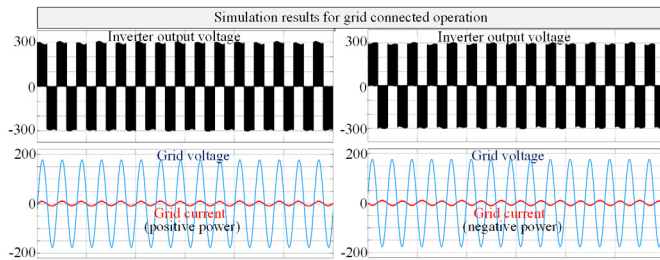 Simulation results for grid connected operation
Inverter output voltage
300
0
-300
Grid voltage
200
0
-200
Grid current
(positive power)
Inverter output voltage
300
0
-300
Grid voltage
200
0
-200
Grid current
(negative power)